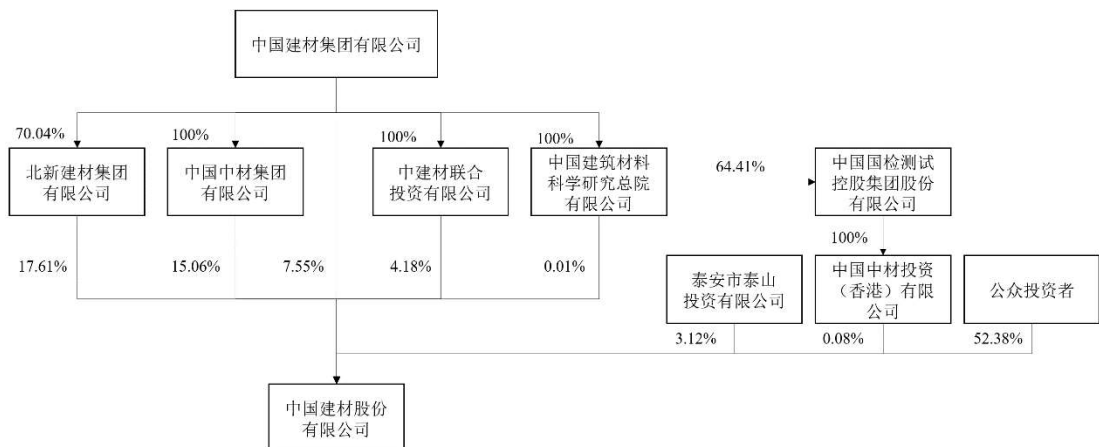 中国建材集团有限公司
70.04%
100%
100%
100%
北新建材集团
有限公司
中国中材集团
有限公司
中建材联合
投资有限公司
中国建筑材料
科学研究总院
有限公司
64.41%
中国国检测试
控股集团股份
有限公司
100%
17.61%
15.06%
7.55%
4.18%
0.01%
泰安市泰山
投资有限公司
中国中材投资
（香港）有限
公司
公众投资者
3.12%
0.08%
52.38%
中国建材股份
有限公司